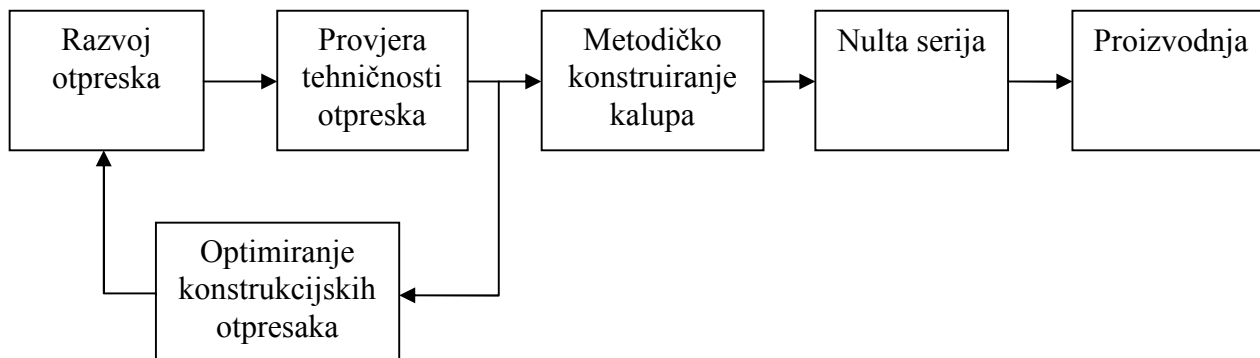 Razvoj
otpreska
Provjera
tehničnosti
otpreska
Metodičko
konstruiranje
kalupa
Nulta serija
Proizvodnja
Optimiranje
konstrukcijskih
otpresaka